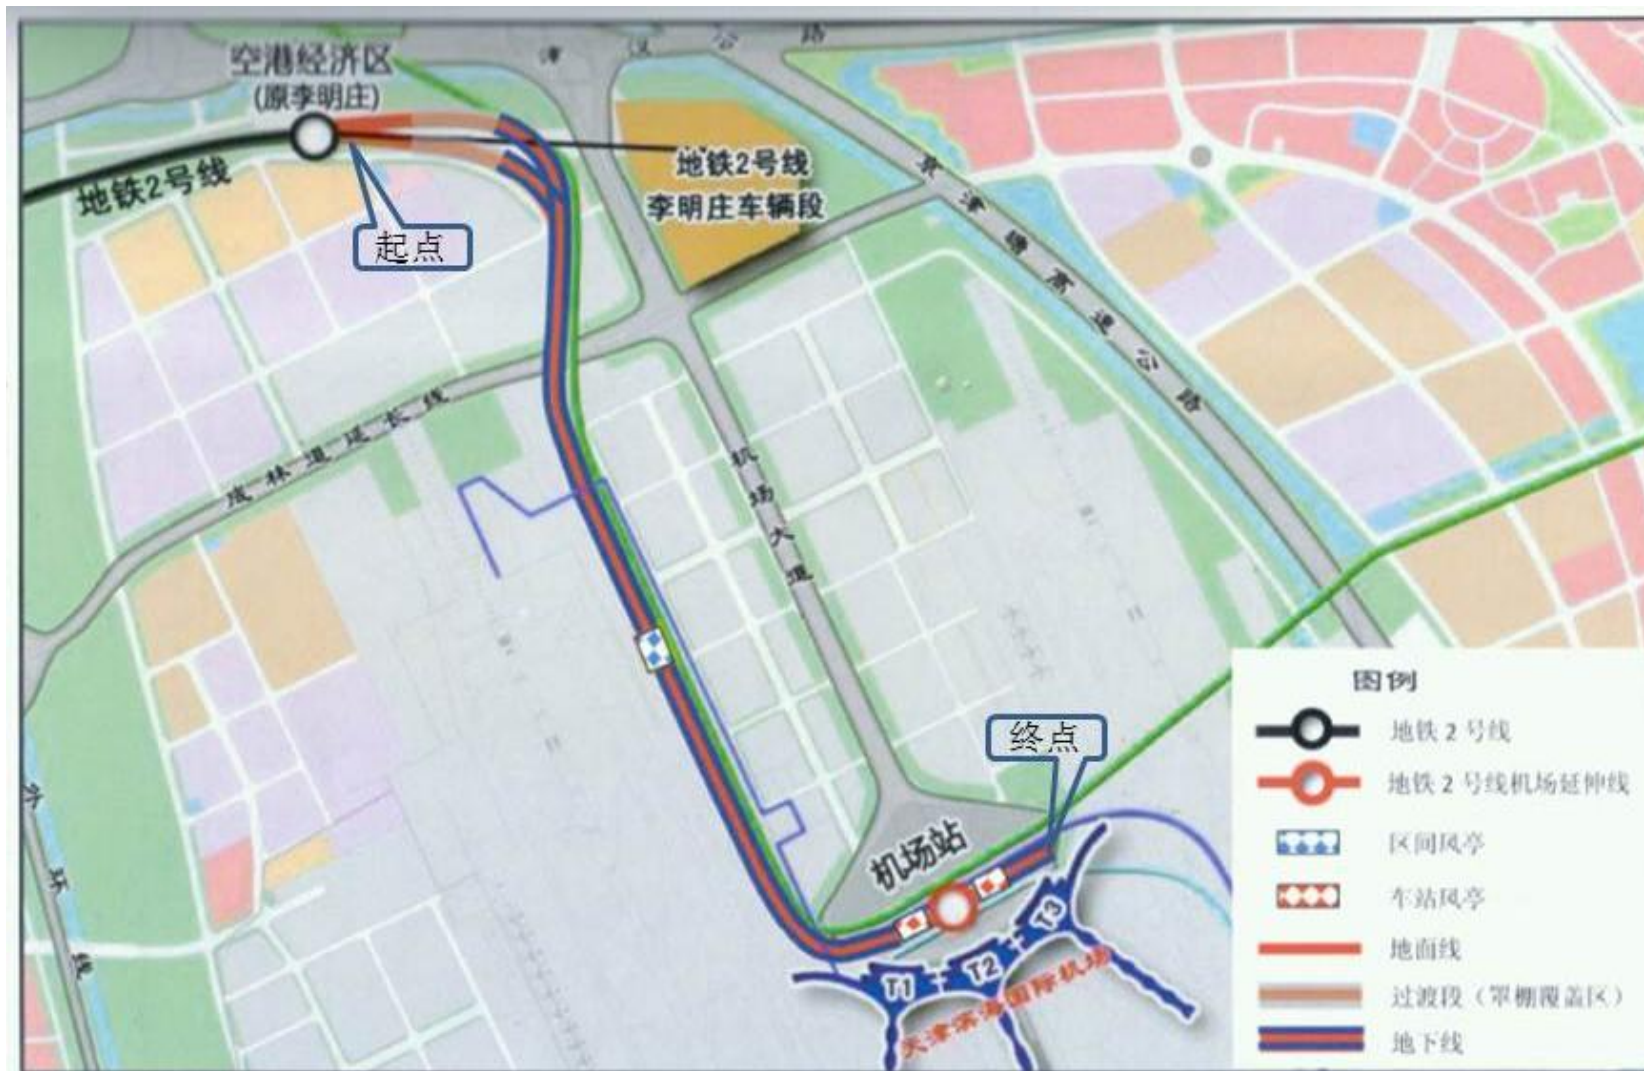 津汉公路
空港经济区
(原李明庄)
地铁2号线
起点
地铁2号线
李明庄车辆段
京津塘高速公路
成林道延长线
机场大道
外环线
终点
机场站
T1
T2
T3
天津滨海国际机场
图例
地铁2号线
地铁2号线机场延伸线
区间风亭
车站风亭
地面线
过渡段（罩棚覆盖区）
地下线